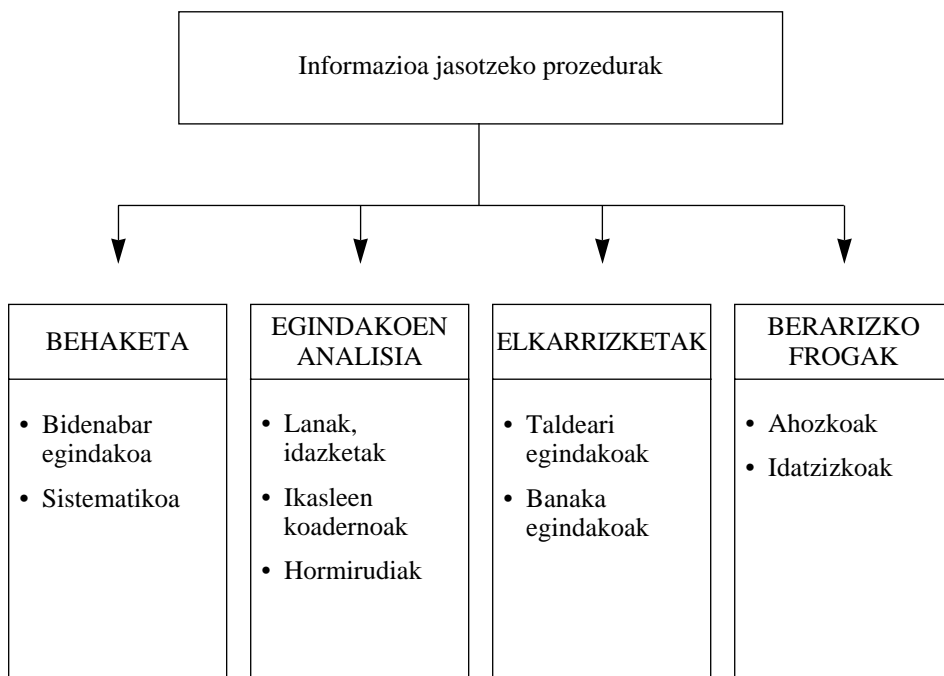 Informazioa jasotzeko prozedurak
BEHAKETA
• Bidenabar
egindakoa
• Sistematikoa
EGINDAKOEN
ANALISIA
• Lanak,
idazketak
• Ikasleen
koadernoak
• Hormirudiak
ELKARRIZKETAK
• Taldeari
egindakoak
• Banaka
egindakoak
BERARIZKO
FROGAK
• Ahozkoak
• Idatzizkoak